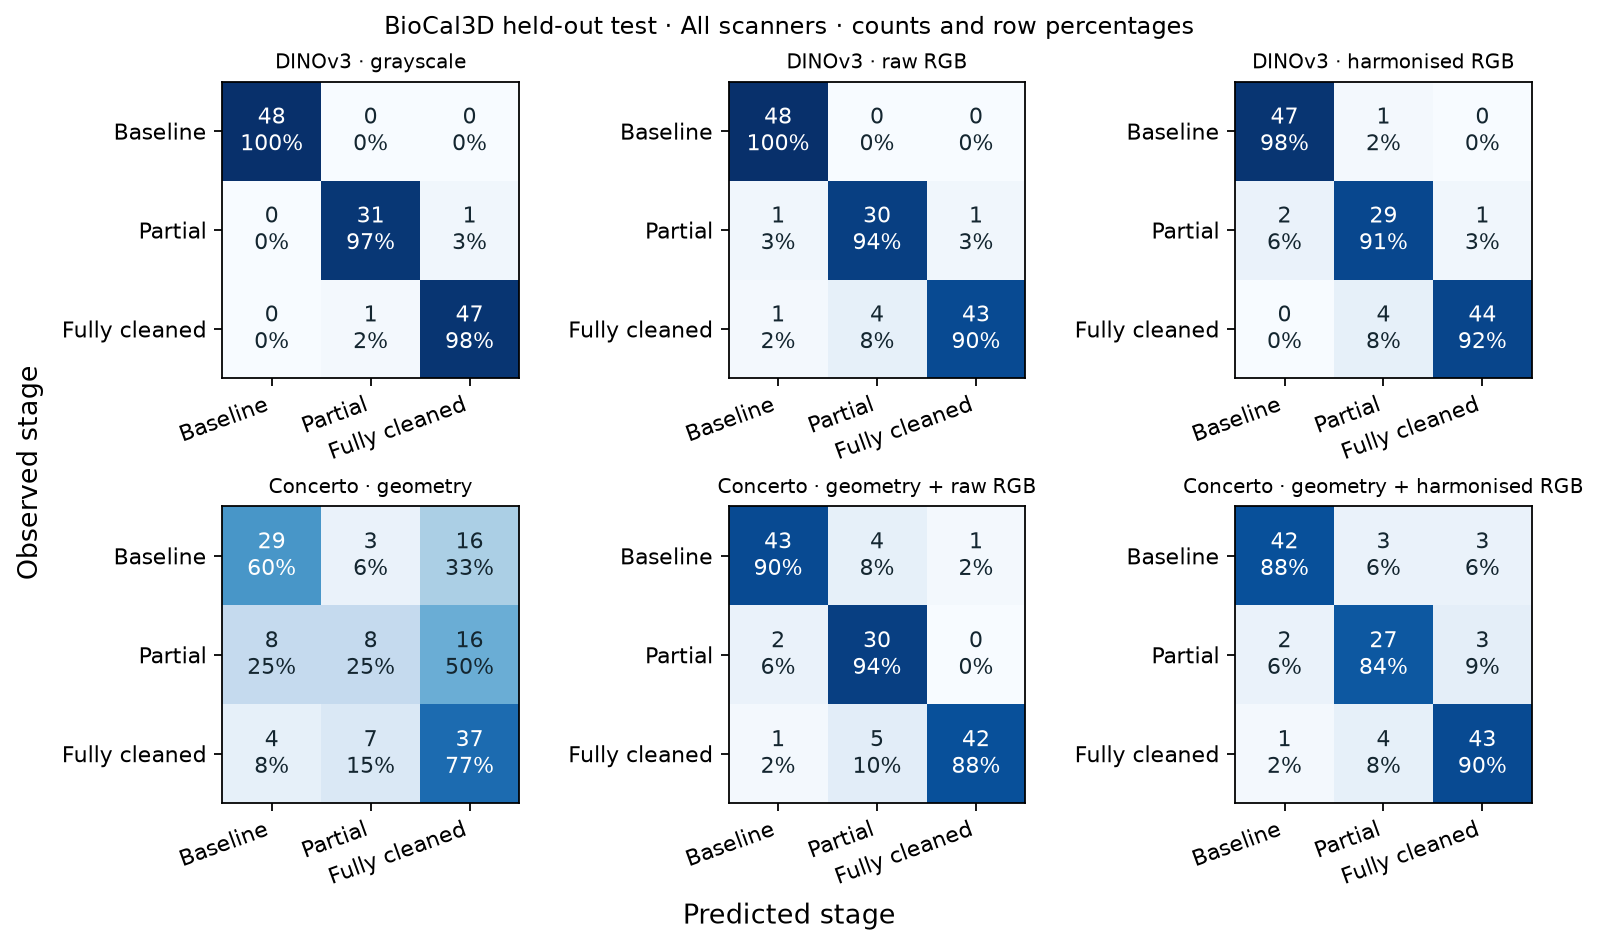 BioCal3D held-out test · All scanners · counts and row percentages
DINOv3 · grayscale
Baseline
48
100%
0
0%
0
0%
Partial
0
0%
31
97%
1
3%
Fully cleaned
0
0%
1
2%
47
98%
Baseline
Partial
Fully cleaned
DINOv3 · raw RGB
Baseline
48
100%
0
0%
0
0%
Partial
1
3%
30
94%
1
3%
Fully cleaned
1
2%
4
8%
43
90%
Baseline
Partial
Fully cleaned
DINOv3 · harmonised RGB
Baseline
47
98%
1
2%
0
0%
Partial
2
6%
29
91%
1
3%
Fully cleaned
0
0%
4
8%
44
92%
Baseline
Partial
Fully cleaned
Observed stage
Concerto · geometry
Baseline
29
60%
3
6%
16
33%
Partial
8
25%
8
25%
16
50%
Fully cleaned
4
8%
7
15%
37
77%
Baseline
Partial
Fully cleaned
Concerto · geometry + raw RGB
Baseline
43
90%
4
8%
1
2%
Partial
2
6%
30
94%
0
0%
Fully cleaned
1
2%
5
10%
42
88%
Baseline
Partial
Fully cleaned
Concerto · geometry + harmonised RGB
Baseline
42
88%
3
6%
3
6%
Partial
2
6%
27
84%
3
9%
Fully cleaned
1
2%
4
8%
43
90%
Baseline
Partial
Fully cleaned
Predicted stage